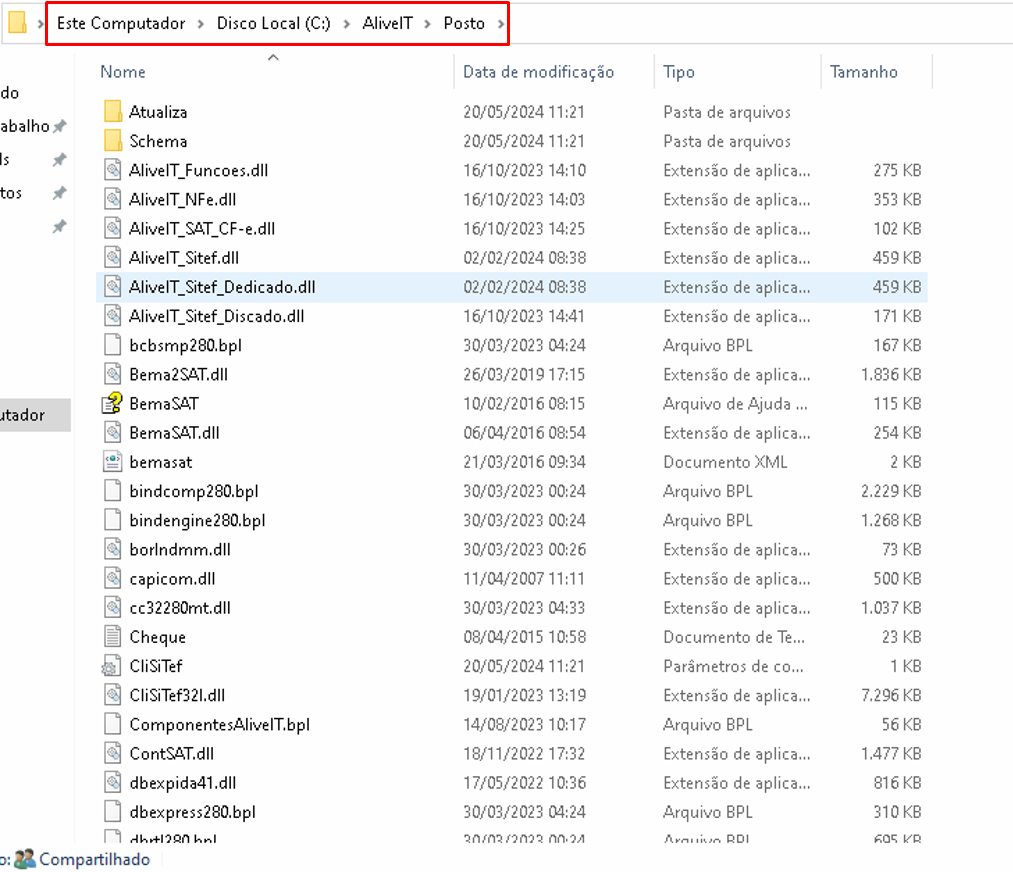 Este Computador > Disco Local (C:) > AliveIT > Posto >
Nome Data de modificação Tipo Tamanho
do
abalho
ls
tos
utador
Atualiza 20/05/2024 11:21 Pasta de arquivos
Schema 20/05/2024 11:21 Pasta de arquivos
AliveIT_Funcoes.dll 16/10/2023 14:10 Extensão de aplica... 275 KB
AliveIT_NFe.dll 16/10/2023 14:03 Extensão de aplica... 353 KB
AliveIT_SAT_CF-e.dll 16/10/2023 14:25 Extensão de aplica... 102 KB
AliveIT_Sitef.dll 02/02/2024 08:38 Extensão de aplica... 459 KB
AliveIT_Sitef_Dedicado.dll 02/02/2024 08:38 Extensão de aplica... 459 KB
AliveIT_Sitef_Discado.dll 16/10/2023 14:41 Extensão de aplica... 171 KB
bcbsmp280.bpl 30/03/2023 04:24 Arquivo BPL 167 KB
Bema2SAT.dll 26/03/2019 17:15 Extensão de aplica... 1.836 KB
BemaSAT 10/02/2016 08:15 Arquivo de Ajuda ... 115 KB
BemaSAT.dll 06/04/2016 08:54 Extensão de aplica... 254 KB
bemasat 21/03/2016 09:34 Documento XML 2 KB
bindcomp280.bpl 30/03/2023 00:24 Arquivo BPL 2.229 KB
bindengine280.bpl 30/03/2023 00:24 Arquivo BPL 1.268 KB
borlndmm.dll 30/03/2023 00:26 Extensão de aplica... 73 KB
capicom.dll 11/04/2007 11:11 Extensão de aplica... 500 KB
cc32280mt.dll 30/03/2023 04:33 Extensão de aplica... 1.037 KB
Cheque 08/04/2015 10:58 Documento de Te... 23 KB
CliSiTef 20/05/2024 11:21 Parâmetros de co... 1 KB
CliSiTef32I.dll 19/01/2023 13:19 Extensão de aplica... 7.296 KB
ComponentesAliveIT.bpl 14/08/2023 10:17 Arquivo BPL 56 KB
ContSAT.dll 18/11/2022 17:32 Extensão de aplica... 1.477 KB
dbexpida41.dll 17/05/2022 10:36 Extensão de aplica... 816 KB
dbexpress280.bpl 30/03/2023 04:24 Arquivo BPL 310 KB
dbrtl280.bpl 30/03/2023 00:24 Arquivo BPL 695 KB
o: Compartilhado